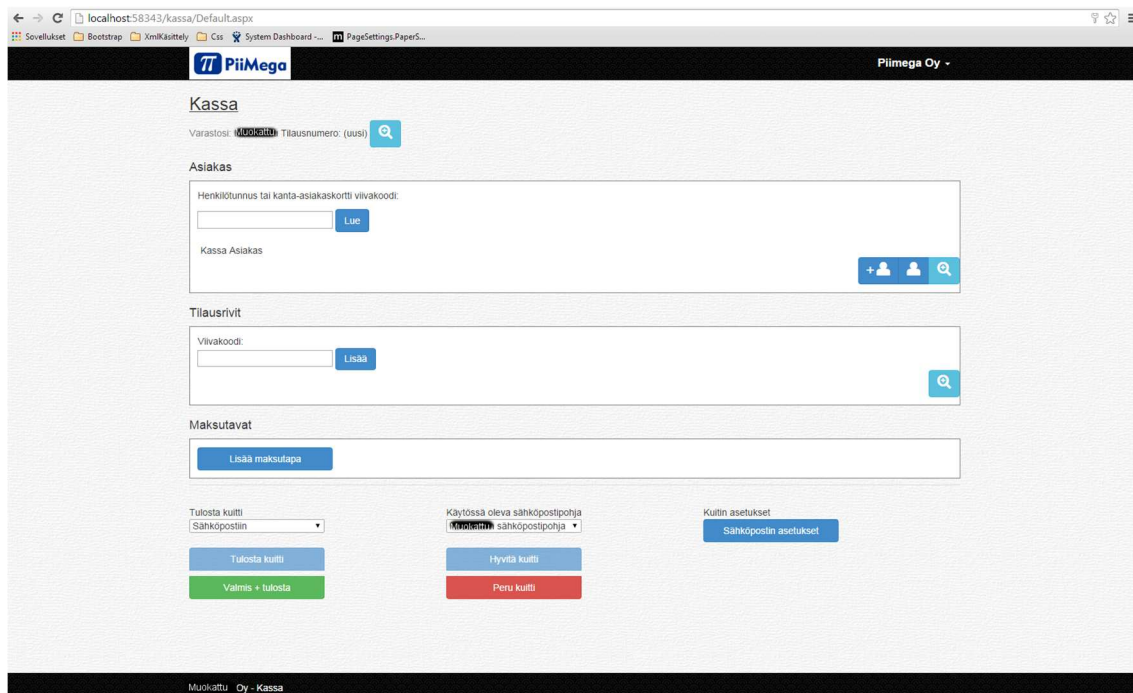 localhost:58343/kassa/Default.aspx
Sovellukset Bootstrap XmlKäsittely Css System Dashboard -... m PageSettings.PaperS...
π PiiMega Piimega Oy
Kassa
Varastosi: Muokattu Tilausnumero: (uusi)
Asiakas
Henkilötunnus tai kanta-asiakaskortti viivakoodi:
Lue
Kassa Asiakas
+
Tilausrivit
Viivakoodi:
Lisää
Maksutavat
Lisää maksutapa
Tulosta kuitti Käytössä oleva sähköpostipohja Kuitin asetukset
Sähköpostiin Muokattu sähköpostipohja Sähköpostin asetukset
Tulosta kuitti Hyvitä kuitti
Valmis + tulosta Peru kuitti
Muokattu Oy - Kassa